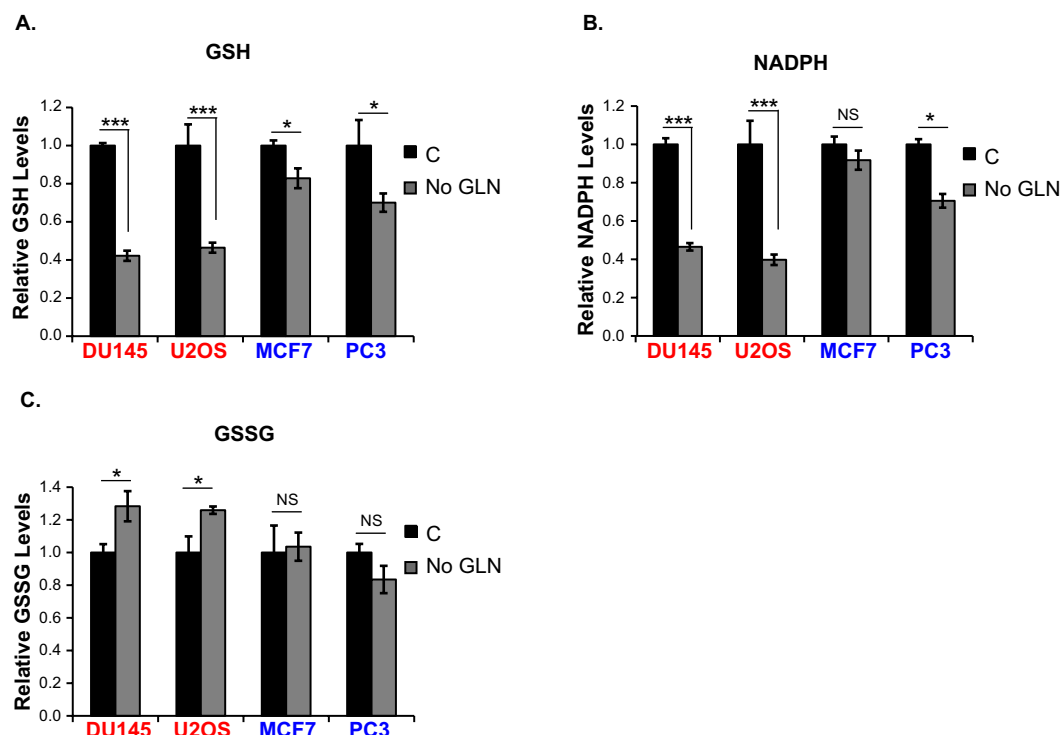 A.
GSH
Relative GSH Levels
1.2
1.0
0.8
0.6
0.4
0.2
0.0
***
***
*
*
C
No GLN
DU145 U2OS MCF7 PC3
B.
NADPH
Relative NADPH Levels
1.2
1.0
0.8
0.6
0.4
0.2
0.0
***
***
NS
*
C
No GLN
DU145 U2OS MCF7 PC3
C.
GSSG
Relative GSSG Levels
1.4
1.2
1.0
0.8
0.6
0.4
0.2
0.0
*
*
NS
NS
C
No GLN
DU145 U2OS MCF7 PC3